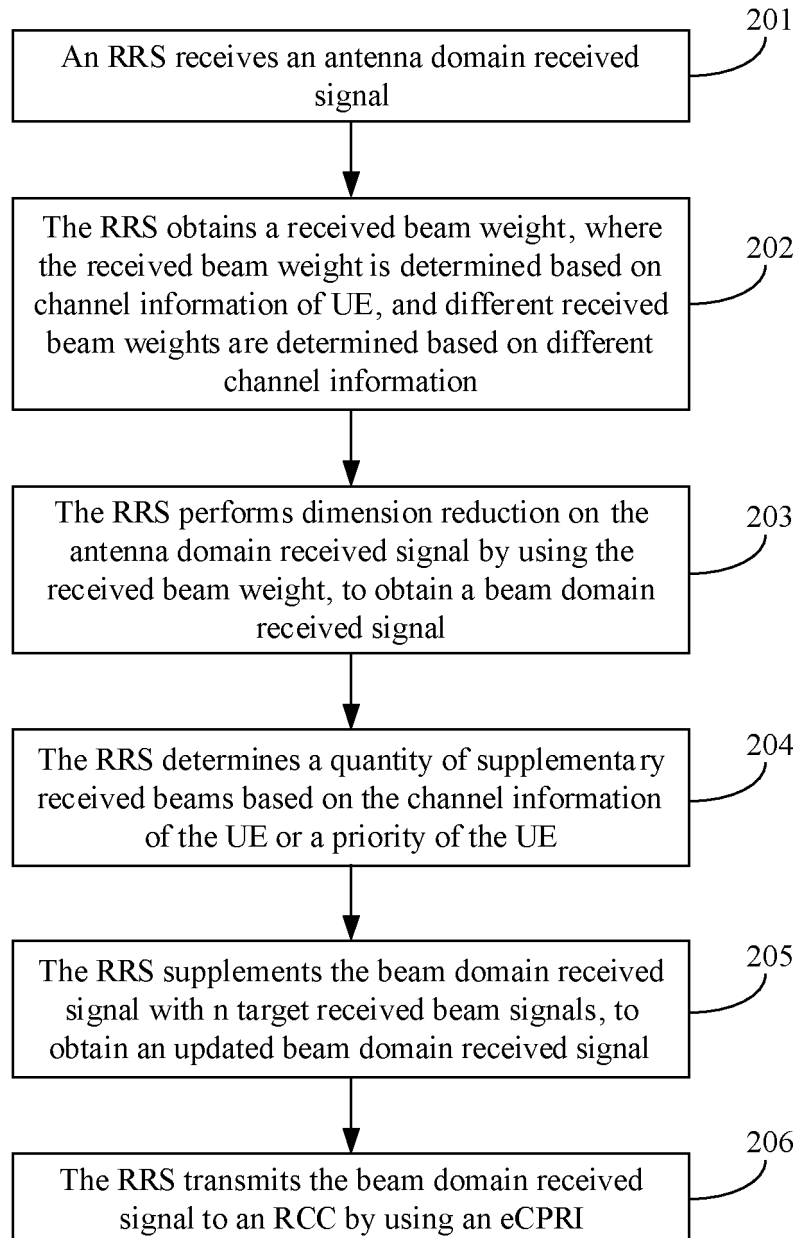 201
An RRS receives an antenna domain received
signal
202
The RRS obtains a received beam weight, where
the received beam weight is determined based on
channel information of UE, and different received
beam weights are determined based on different
channel information
203
The RRS performs dimension reduction on the
antenna domain received signal by using the
received beam weight, to obtain a beam domain
received signal
204
The RRS determines a quantity of supplementary
received beams based on the channel information
of the UE or a priority of the UE
205
The RRS supplements the beam domain received
signal with n target received beam signals, to
obtain an updated beam domain received signal
206
The RRS transmits the beam domain received
signal to an RCC by using an eCPRI